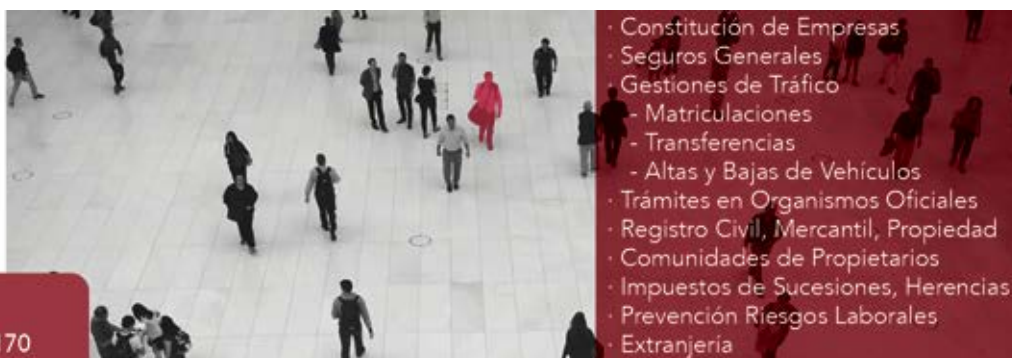 · Constitución de Empresas
· Seguros Generales
· Gestiones de Tráfico
- Matriculaciones
- Transferencias
- Altas y Bajas de Vehículos
· Trámites en Organismos Oficiales
· Registro Civil, Mercantil, Propiedad
· Comunidades de Propietarios
· Impuestos de Sucesiones, Herencias
· Prevención Riesgos Laborales
· Extranjería
170